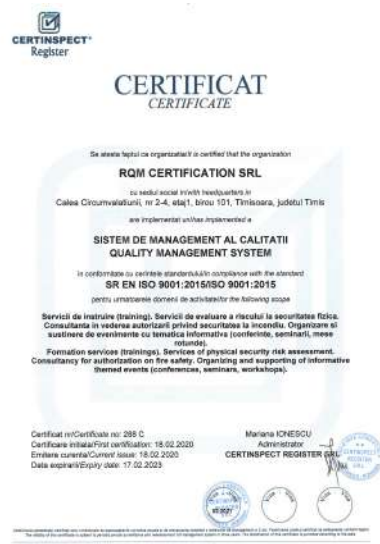 CERTINSPECT®
Register
CERTIFICAT
CERTIFICATE
Se atesta faptul ca organizatia/It is certified that the organization
RQM CERTIFICATION SRL
cu sediul social in/with headquarters in
Calea Circumvalatiunii, nr 2-4, etaj1, birou 101, Timisoara, judetul Timis
are implementat un/has implemented a
SISTEM DE MANAGEMENT AL CALITATII
QUALITY MANAGEMENT SYSTEM
in conformitate cu cerintele standardului/in compliance with the standard
SR EN ISO 9001:2015/ISO 9001:2015
pentru urmatoarele domenii de activitate/for the following scope
Servicii de instruire (training). Servicii de evaluare a riscului la securitatea fizica.
Consultanta in vederea autorizarii privind securitatea la incendiu. Organizare si
sustinere de evenimente cu tematica informativa (conferinte, seminarii, mese
rotunde).
Formation services (trainings). Services of physical security risk assessment.
Consultancy for authorization on fire safety. Organizing and supporting of informative
themed events (conferences, seminars, workshops).
Certificat nr/Certificate no: 288 C
Certificare initiala/First certification: 18.02.2020
Emitere curenta/Current issue: 18.02.2020
Data expirarii/Expiry date: 17.02.2023
Mariana IONESCU
Administrator
CERTINSPECT REGISTER SRL